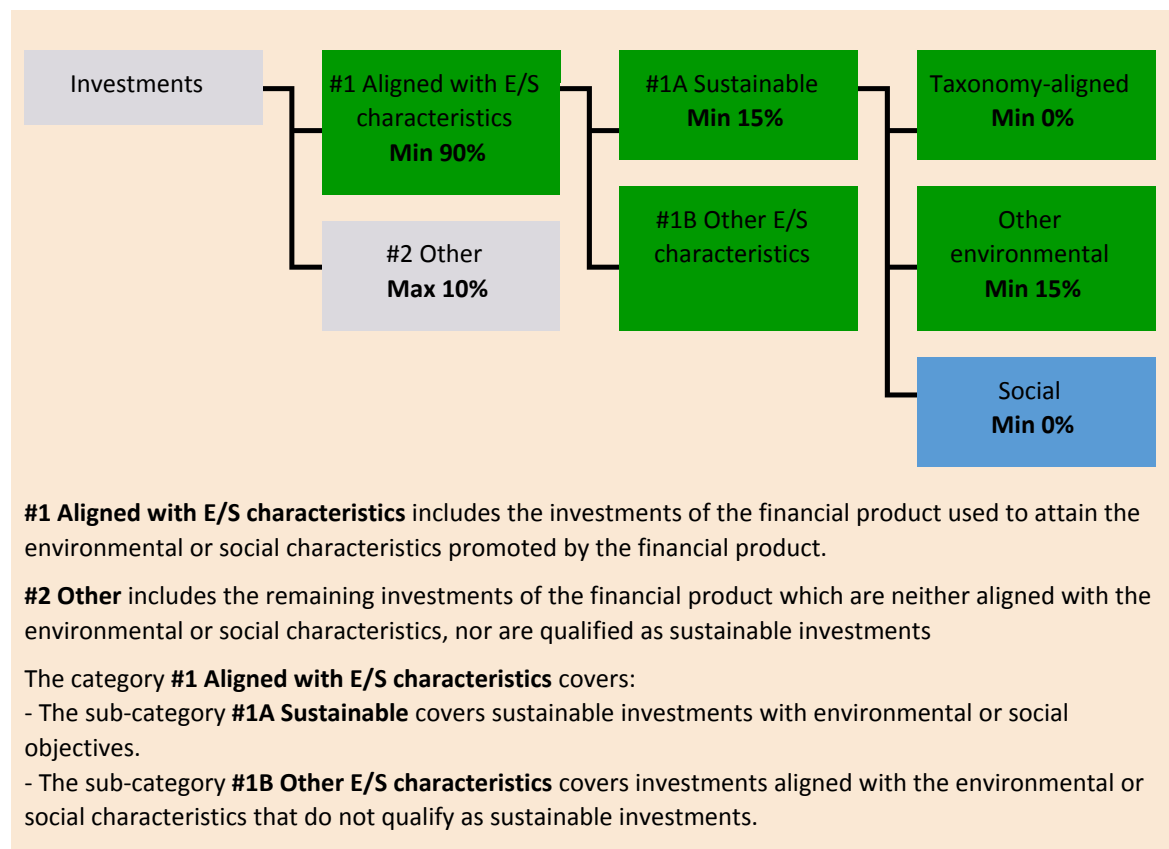 Investments
#1 Aligned with E/S
characteristics
Min 90%
#2 Other
Max 10%
#1A Sustainable
Min 15%
#1B Other E/S
characteristics
Taxonomy-aligned
Min 0%
Other
environmental
Min 15%
Social
Min 0%
#1 Aligned with E/S characteristics includes the investments of the financial product used to attain the
environmental or social characteristics promoted by the financial product.
#2 Other includes the remaining investments of the financial product which are neither aligned with the
environmental or social characteristics, nor are qualified as sustainable investments
The category #1 Aligned with E/S characteristics covers:
- The sub-category #1A Sustainable covers sustainable investments with environmental or social
objectives.
- The sub-category #1B Other E/S characteristics covers investments aligned with the environmental or
social characteristics that do not qualify as sustainable investments.